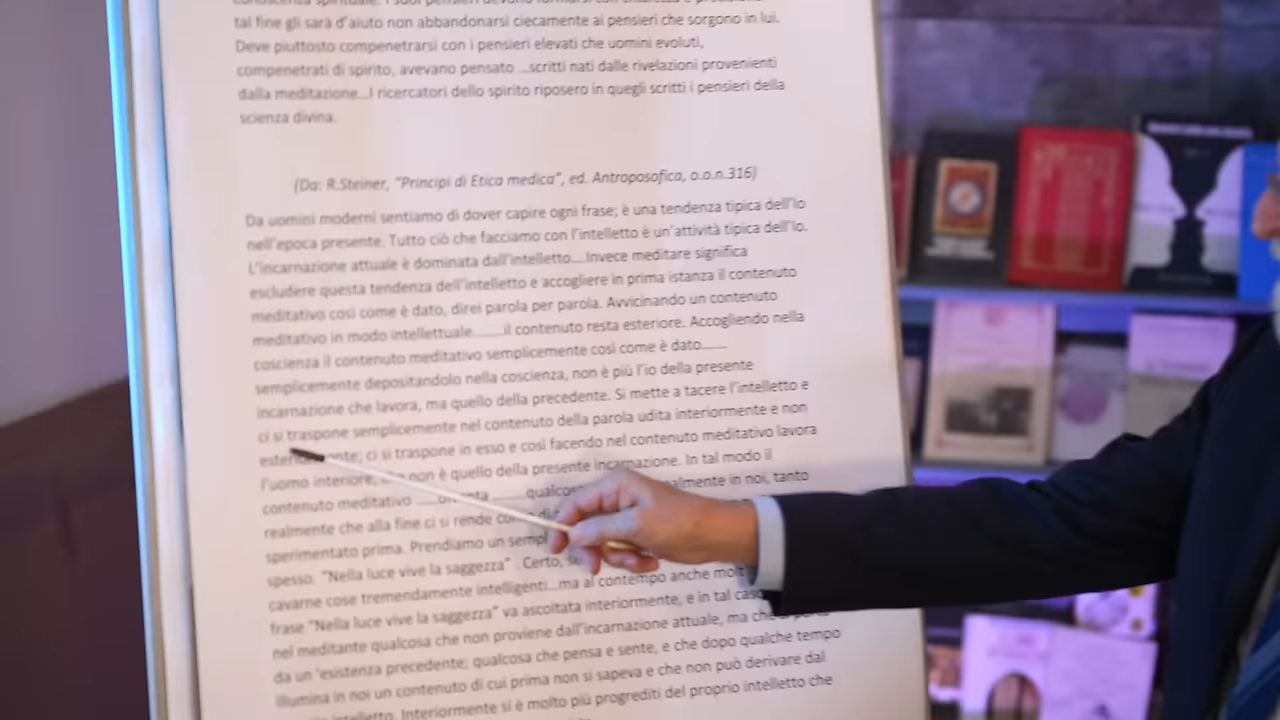 conoscenza spirituale. I suoi pensieri devono
tal fine gli sarà d'aiuto non abbandonarsi ciecamente ai pensieri che sorgono in lui.
Deve piuttosto compenetrarsi con i pensieri elevati che uomini evoluti,
compenetrati di spirito, avevano pensato ...scritti nati dalle rivelazioni provenienti
dalla meditazione...I ricercatori dello spirito riposero in quegli scritti i pensieri della
scienza divina.
(Da: R.Steiner, "Principi di Etica medica", ed. Antroposofica, o.o.n.316)
Da uomini moderni sentiamo di dover capire ogni frase; è una tendenza tipica dell'Io
nell'epoca presente. Tutto ciò che facciamo con l'intelletto è un'attività tipica dell'Io.
L'incarnazione attuale è dominata dall'intelletto....Invece meditare significa
escludere questa tendenza dell'intelletto e accogliere in prima istanza il contenuto
meditativo così come è dato, direi parola per parola. Avvicinando un contenuto
meditativo in modo intellettuale........il contenuto resta esteriore. Accogliendo nella
coscienza il contenuto meditativo semplicemente così come è dato.......
semplicemente depositandolo nella coscienza, non è più l'io della presente
incarnazione che lavora, ma quello della precedente. Si mette a tacere l'intelletto e
ci si traspone semplicemente nel contenuto della parola udita interiormente e non
nte; ci si traspone in esso e così facendo nel contenuto meditativo lavora
l'uomo interiore, non è quello della presente incarnazione. In tal modo il
contenuto meditativo ...... ........qualcos almente in noi, tanto
realmente che alla fine ci si rende
sperimentato prima. Prendiamo un sempl
spesso. "Nella luce vive la saggezza" . Certo,
cavarne cose tremendamente intelligenti...ma al contempo anche
frase "Nella luce vive la saggezza" va ascoltata interiormente, e in tal
nel meditante qualcosa che non proviene dall'incarnazione attuale, ma
da un 'esistenza precedente; qualcosa che pensa e sente, e che dopo qualche tempo
illumina in noi un contenuto di cui prima non si sapeva e che non può derivare dal
intelletto. Interiormente si è molto più progrediti del proprio intelletto che